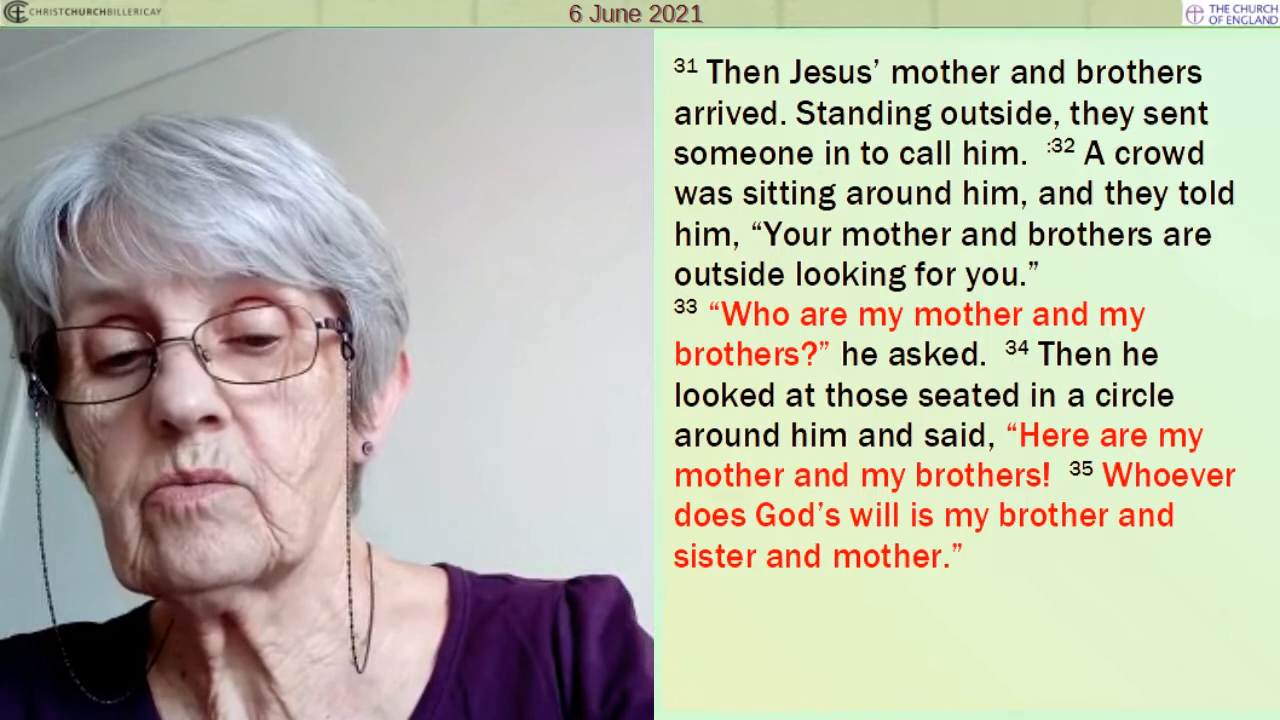 CHRISTCHURCHBILLERICAY
6 June 2021
THE CHURCH
OF ENGLAND
31 Then Jesus’ mother and brothers
arrived. Standing outside, they sent
someone in to call him. :32 A crowd
was sitting around him, and they told
him, “Your mother and brothers are
outside looking for you.”
33 “Who are my mother and my
brothers?” he asked. 34 Then he
looked at those seated in a circle
around him and said, “Here are my
mother and my brothers! 35 Whoever
does God’s will is my brother and
sister and mother.”